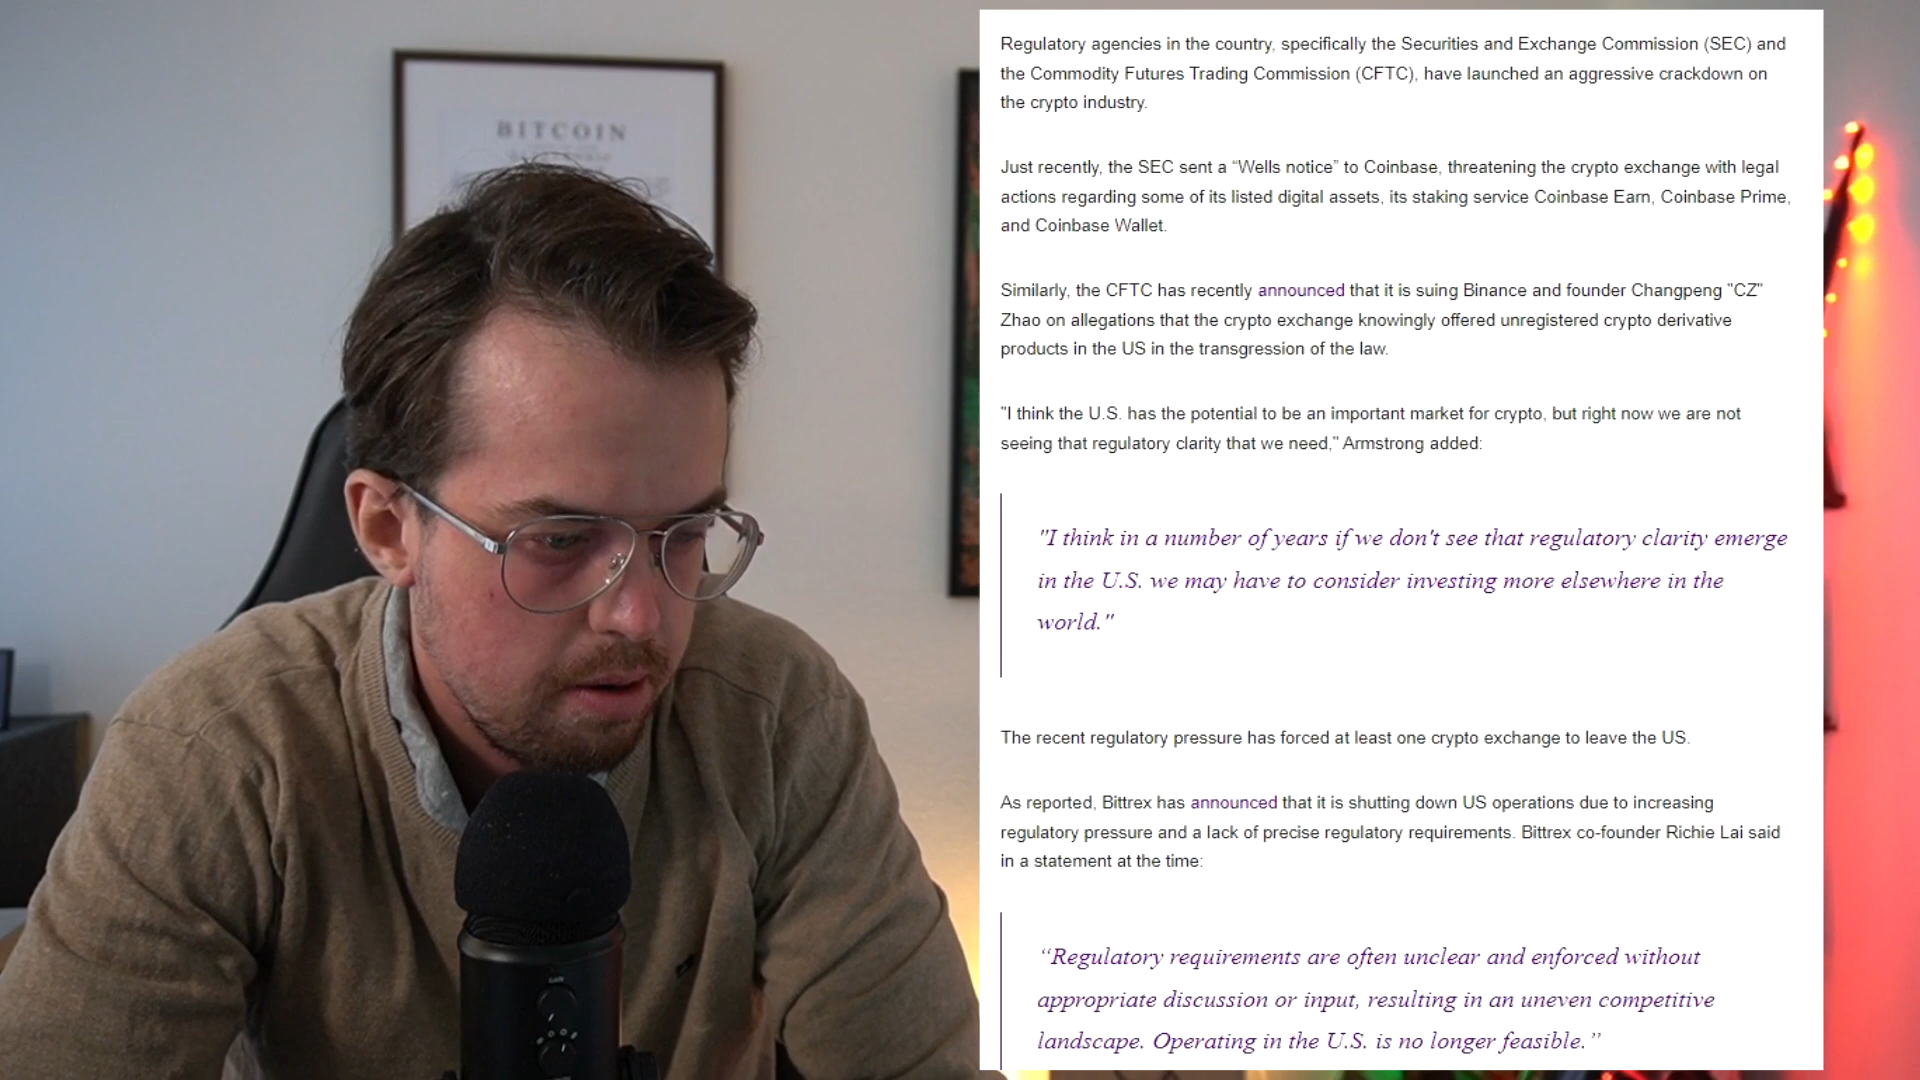 BITCOIN
Regulatory agencies in the country, specifically the Securities and Exchange Commission (SEC) and
the Commodity Futures Trading Commission (CFTC), have launched an aggressive crackdown on
the crypto industry.
Just recently, the SEC sent a “Wells notice” to Coinbase, threatening the crypto exchange with legal
actions regarding some of its listed digital assets, its staking service Coinbase Earn, Coinbase Prime,
and Coinbase Wallet.
Similarly, the CFTC has recently announced that it is suing Binance and founder Changpeng "CZ"
Zhao on allegations that the crypto exchange knowingly offered unregistered crypto derivative
products in the US in the transgression of the law.
"I think the U.S. has the potential to be an important market for crypto, but right now we are not
seeing that regulatory clarity that we need," Armstrong added:
"I think in a number of years if we don't see that regulatory clarity emerge
in the U.S. we may have to consider investing more elsewhere in the
world."
The recent regulatory pressure has forced at least one crypto exchange to leave the US.
As reported, Bittrex has announced that it is shutting down US operations due to increasing
regulatory pressure and a lack of precise regulatory requirements. Bittrex co-founder Richie Lai said
in a statement at the time:
“Regulatory requirements are often unclear and enforced without
appropriate discussion or input, resulting in an uneven competitive
landscape. Operating in the U.S. is no longer feasible.”